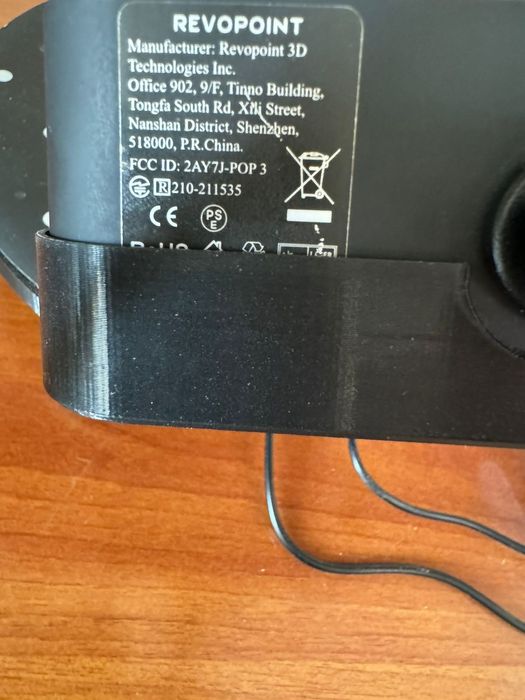 REVOPOINT
Manufacturer: Revopoint 3D
Technologies Inc.
Office 902, 9/F, Tinno Building,
Tongfa South Rd, Xili Street,
Nanshan District, Shenzhen,
518000, P.R.China.
FCC ID: 2AY7J-POP 3
R 210-211535
CE PSE
RoHS